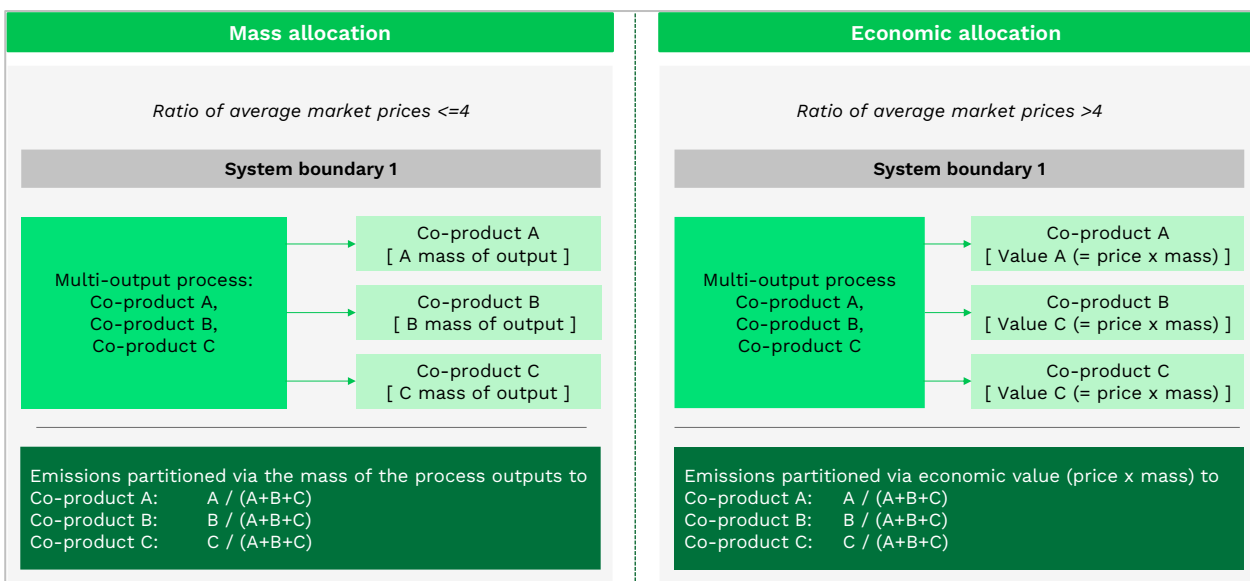 Mass allocation
Ratio of average market prices <=4
System boundary 1
Multi-output process:
Co-product A,
Co-product B,
Co-product C
Co-product A
[ A mass of output ]
Co-product B
[ B mass of output ]
Co-product C
[ C mass of output ]
Emissions partitioned via the mass of the process outputs to
Co-product A: A / (A+B+C)
Co-product B: B / (A+B+C)
Co-product C: C / (A+B+C)
Economic allocation
Ratio of average market prices >4
System boundary 1
Multi-output process
Co-product A,
Co-product B,
Co-product C
Co-product A
[ Value A (= price x mass) ]
Co-product B
[ Value C (= price x mass) ]
Co-product C
[ Value C (= price x mass) ]
Emissions partitioned via economic value (price x mass) to
Co-product A: A / (A+B+C)
Co-product B: B / (A+B+C)
Co-product C: C / (A+B+C)